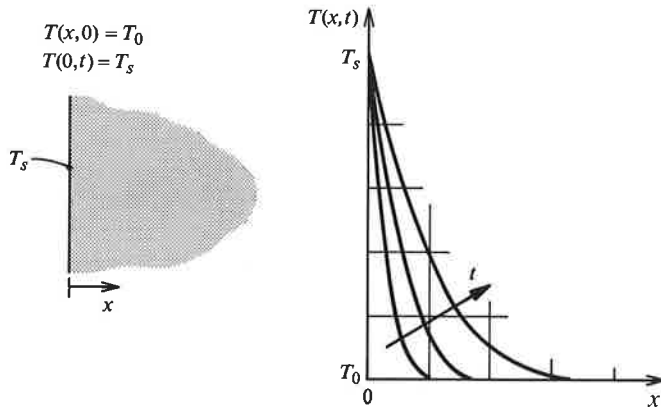 T(x,0) = T₀
T(0,t) = Tₛ
Tₛ
x
T(x,t)
Tₛ
t
T₀
0
x